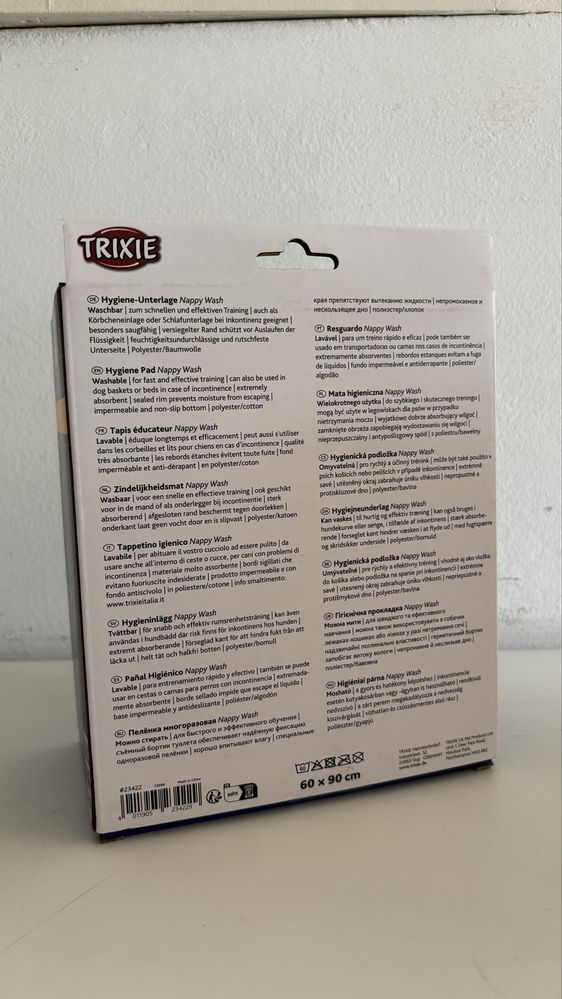 TRIXIE
DE Hygiene-Unterlage Nappy Wash
Waschbar | zum schnellen und effektiven Training | auch als
Körbcheneinlage oder Schlafunterlage bei Inkontinenz geeignet |
besonders saugfähig | versiegelter Rand schützt vor Auslaufen der
Flüssigkeit | feuchtigkeitsundurchlässige und rutschfeste
Unterseite | Polyester/Baumwolle
EN Hygiene Pad Nappy Wash
Washable | for fast and effective training | can also be used in
dog baskets or beds in case of incontinence | extremely
absorbent | sealed rim prevents moisture from escaping |
impermeable and non-slip bottom | polyester/cotton
FR Tapis éducateur Nappy Wash
Lavable | éduque longtemps et efficacement | peut aussi s'utiliser
dans les corbeilles et lits pour chiens en cas d'incontinence | qualité
très absorbante | les rebords étanches évitent toute fuite | fond
imperméable et anti-dérapant | en polyester/coton
NL Zindelijkheidsmat Nappy Wash
Wasbaar | voor een snelle en effectieve training | ook geschikt
voor in de mand of als onderlegger bij incontinentie | sterk
absorberend | afgesloten rand beschermt tegen doorlekken |
onderkant laat geen vocht door en is slipvast | polyester/katoen
IT Tappetino igienico Nappy Wash
Lavabile | per abituare il vostro cucciolo ad essere pulito | da
usare anche all'interno di ceste o cucce, per cani con problemi di
incontinenza | materiale molto assorbente | bordi sigillati che
evitano fuoriuscite indesiderate | prodotto impermeabile e con
fondo antiscivolo | in poliestere/cotone | info smaltimento:
www.trixieitalia.it
SV Hygieninlägg Nappy Wash
Tvättbar | för snabb och effektiv rumsrenhetsträning | kan även
användas i hundbädd där risk finns för inkontinens hos hunden |
extremt absorberande | förseglad kant för att hindra fukt från att
läcka ut | helt tät och halkfri botten | polyester/bomull
ES Pañal Higiénico Nappy Wash
Lavable | para entrenamiento rápido y efectivo | también se puede
usar en cestas o camas para perros con incontinencia | extremada-
mente absorbente | borde sellado impide que escape el líquido |
base impermeable y antideslizante | poliéster/algodón
RU Пелёнка многоразовая Nappy Wash
Можно стирать | для быстрого и эффективного обучения |
съёмный бортик туалета обеспечивает надёжную фиксацию
одноразовой пелёнки | хорошо впитывают влагу | специальные
края препятствуют вытеканию жидкости | непромокаемое и
нескользящее дно | полиэстер/хлопок
PT Resguardo Nappy Wash
Lavável | para um treino rápido e eficaz | pode também ser
usado em transportadoras ou camas nos casos de incontinência |
extremamente absorventes | rebordos estanques evitam a fuga
de líquidos | fundo impermeável e antiderrapante | poliester/
algodão
PL Mata higieniczna Nappy Wash
Wielokrotnego użytku | do szybkiego i skutecznego treningu |
mogą być użyte w legowiskach dla psów w przypadku
nietrzymania moczu | wyjątkowo dobrze absorbujący wilgoć |
zamknięte obrzeża zapobiegają wydostawaniu się wilgoci |
nieprzepuszczalny i antypoślizgowy spód | z poliestru/bawełny
CS Hygienická podložka Nappy Wash
Omyvatelná | pro rychlý a účinný trénink | může být také použito v
psích košících nebo pelíšcích v případě inkontinence | extrémně
savé | utěsněný okraj zabraňuje úniku vlhkosti | nepropustné a
protiskluzové dno | polyester/bavlna
Hygiejneunderlag Nappy Wash
Kan vaskes | til hurtig og effektiv træning | kan også bruges i
hundekurve eller senge, i tilfælde af inkontinens | stærk absorbe-
rende | forseglet kant hindrer væsken i at flyde ud | med fugtspærre
og skridsikker underside | polyester/bomuld
Hygienická podložka Nappy Wash
Umývateľné | pre rýchly a efektívny tréning | vhodné aj ako vložka
do košíka alebo podložka na spanie pri inkontinencii | extrémne
savé | utesnený okraj zabraňuje úniku vlhkosti | nepriepustné a
protišmykové dno | polyester/bavlna
Гігієнічна прокладка Nappy Wash
Можна мити | для швидкого та ефективного
навчання | можна також використовувати в собачих
лежаках-кошиках або ліжках у разі нетримання сечі |
надзвичайні поглинальні властивості | герметичний бортик
запобігає витоку вологи | непроникне й неслизьке дно |
поліестер/бавовна
Higiéniai párna Nappy Wash
Mosható | a gyors és hatékony képzéshez | inkontinencia
esetén kutyakosárban vagy -ágyban is használható | rendkívül
nedvszívó | a zárt perem megakadályozza a nedvesség
kiszivárgását | vízhatlan és csúszásmentes alsó rész |
poliészter/gyapjú
60
60 x 90 cm
#23422
Made in China
4 011905 234229
TRIXIE Heimtierbedarf
Industriestr. 32
24963 Tarp · GERMANY
www.trixie.de
TRIXIE UK Pet Products Ltd.
Unit 7, Deer Park Road,
Moulton Park,
Northampton NN3 6RZ